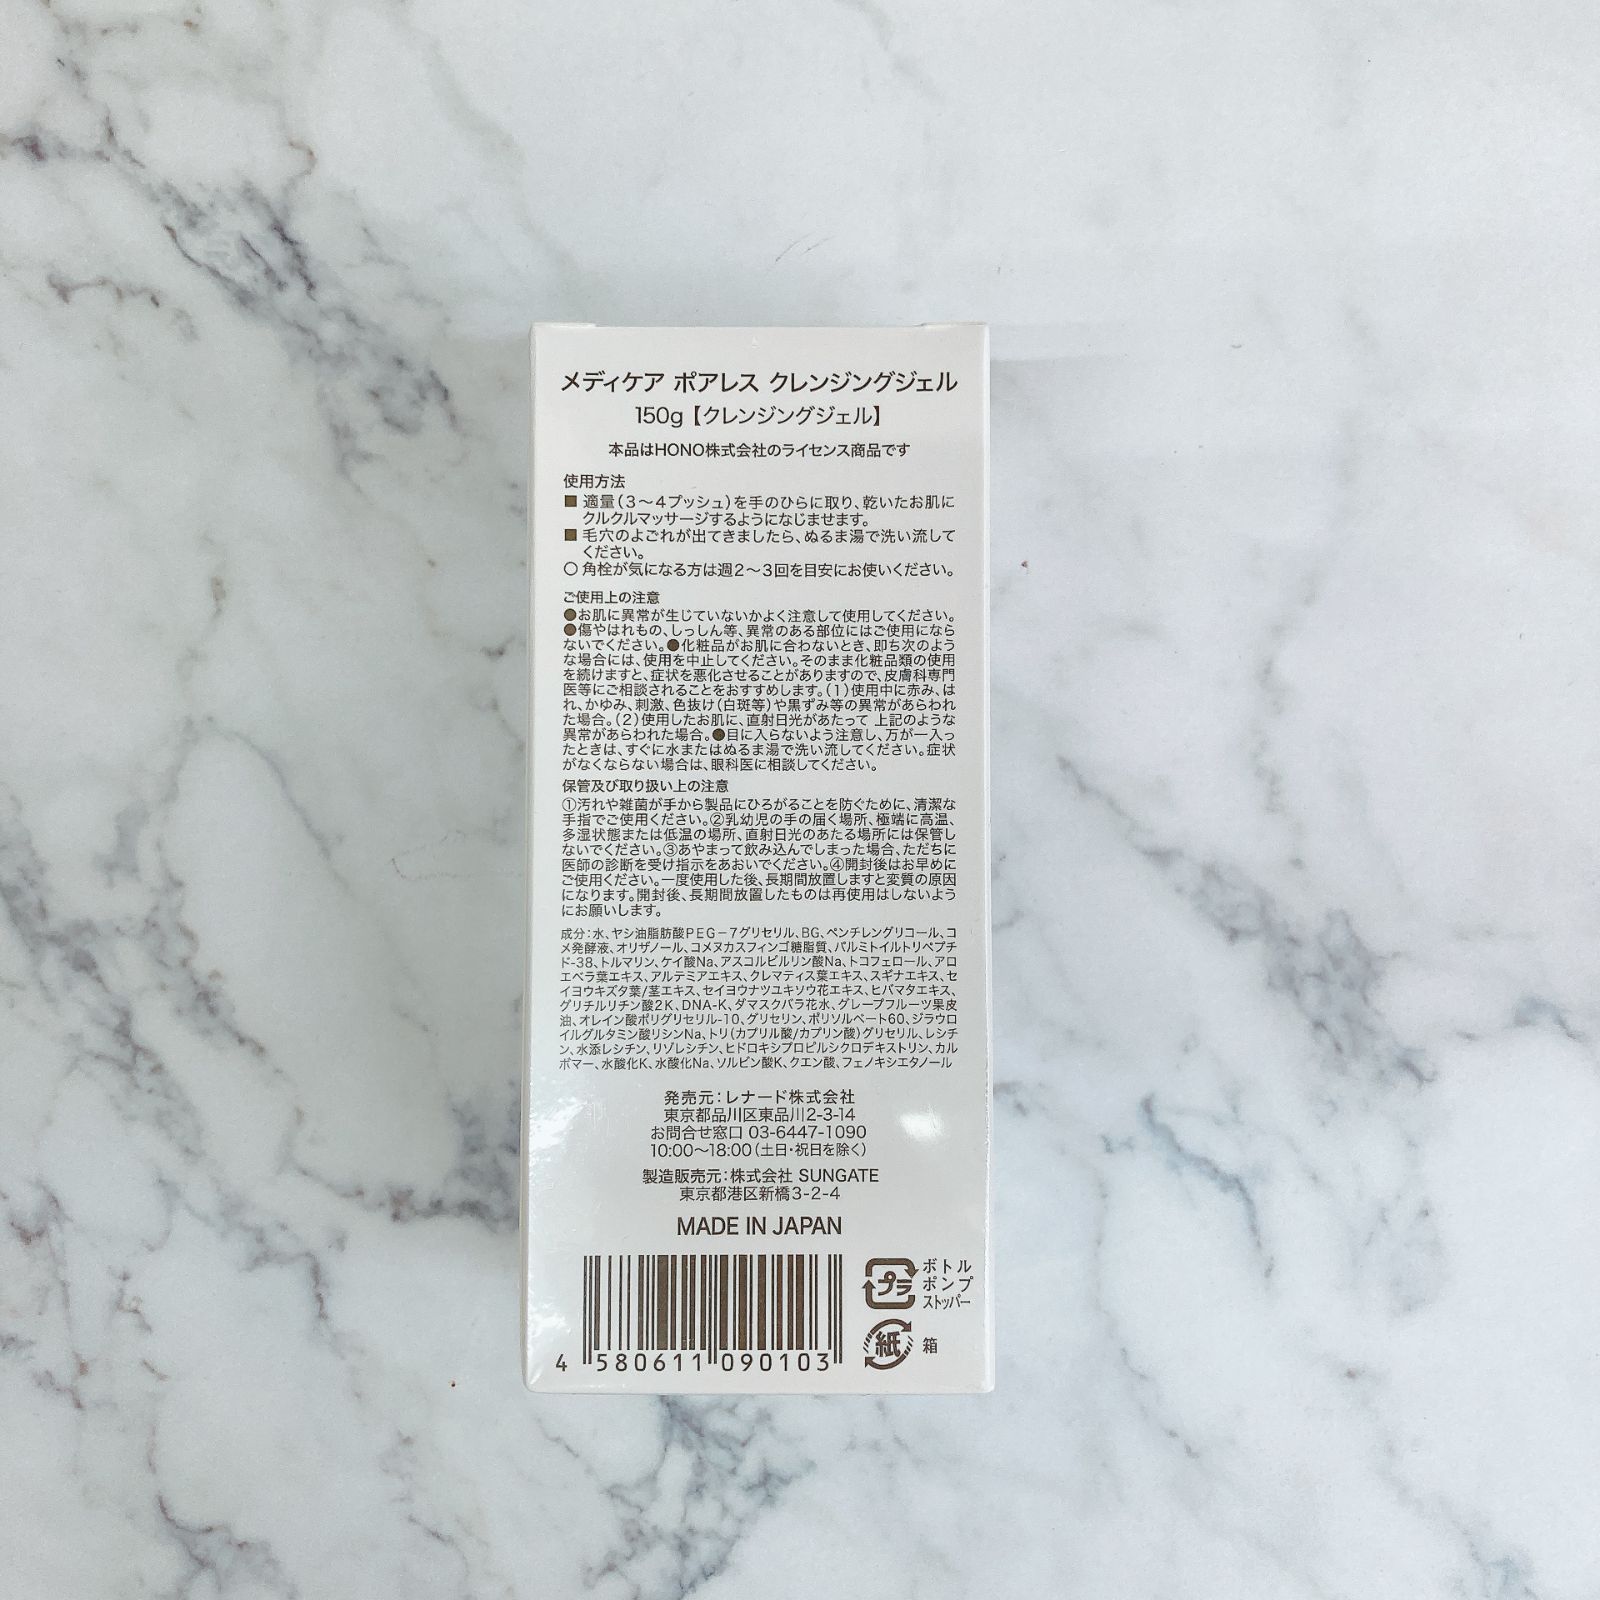 メディケア ポアレス クレンジングジェル
150g【クレンジングジェル】
本品はHONO株式会社のライセンス商品です
使用方法
■ 適量(3〜4プッシュ)を手のひらに取り、乾いたお肌に
クルクルマッサージするようになじませます。
■ 毛穴のよごれが出てきましたら、ぬるま湯で洗い流して
ください。
○ 角栓が気になる方は週2〜3回を目安にお使いください。
ご使用上の注意
●お肌に異常が生じていないかよく注意して使用してください。
●傷やはれもの、しっしん等、異常のある部位にはご使用になら
ないでください。●化粧品がお肌に合わないとき、即ち次のよう
な場合には、使用を中止してください。そのまま化粧品類の使用
を続けますと、症状を悪化させることがありますので、皮膚科専門
医等にご相談されることをおすすめします。(1)使用中に赤み、は
れ、かゆみ、刺激、色抜け(白斑等)や黒ずみ等の異常があらわれ
た場合。(2)使用したお肌に、直射日光があたって 上記のような
異常があらわれた場合。●目に入らないよう注意し、万が一入っ
たときは、すぐに水またはぬるま湯で洗い流してください。症状
がなくならない場合は、眼科医に相談してください。
保管及び取り扱い上の注意
①汚れや雑菌が手から製品にひろがることを防ぐために、清潔な
手指でご使用ください。②乳幼児の手の届く場所、極端に高温、
多湿状態または低温の場所、直射日光のあたる場所には保管し
ないでください。③あやまって飲み込んでしまった場合、ただちに
医師の診断を受け指示をあおいでください。④開封後はお早めに
ご使用ください。一度使用した後、長期間放置しますと変質の原因
になります。開封後、長期間放置したものは再使用はしないよう
にお願いします。
成分:水、ヤシ油脂肪酸PEG−7グリセリル、BG、ペンチレングリコール、コ
メ発酵液、オリザノール、コメヌカスフィンゴ糖脂質、パルミトイルトリペプチ
ド-38、トルマリン、ケイ酸Na、アスコルビルリン酸Na、トコフェロール、アロ
エベラ葉エキス、アルテミアエキス、クレマティス葉エキス、スギナエキス、セ
イヨウキズタ葉/茎エキス、セイヨウナツユキソウ花エキス、ヒバマタエキス、
グリチルリチン酸2K、DNA-K、ダマスクバラ花水、グレープフルーツ果皮
油、オレイン酸ポリグリセリル-10、グリセリン、ポリソルベート60、ジラウロ
イルグルタミン酸リシンNa、トリ(カプリル酸/カプリン酸)グリセリル、レシチ
ン、水添レシチン、リゾレシチン、ヒドロキシプロピルシクロデキストリン、カル
ボマー、水酸化K、水酸化Na、ソルビン酸K、クエン酸、フェノキシエタノール
発売元:レナード株式会社
東京都品川区東品川2-3-14
お問合せ窓口 03-6447-1090
10:00〜18:00(土日・祝日を除く)
製造販売元:株式会社 SUNGATE
東京都港区新橋3-2-4
MADE IN JAPAN
プラ ボトル
ポンプ
ストッパー
紙 箱
4 580611 090103